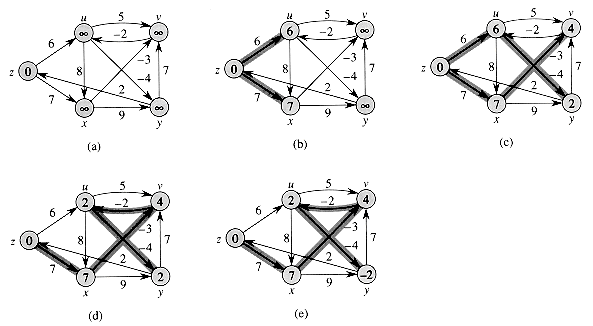 u 5 v
∞ -2 ∞
6 -3
z 0 8 -4 7
7 2
∞ 9 ∞
x y
(a)
u 5 v
6 -2 ∞
6 -3
z 0 8 -4 7
7 2
7 9 ∞
x y
(b)
u 5 v
6 -2 4
6 -3
z 0 8 -4 7
7 2
7 9 2
x y
(c)
u 5 v
2 -2 4
6 -3
z 0 8 -4 7
7 2
7 9 2
x y
(d)
u 5 v
2 -2 4
6 -3
z 0 8 -4 7
7 2
7 9 -2
x y
(e)